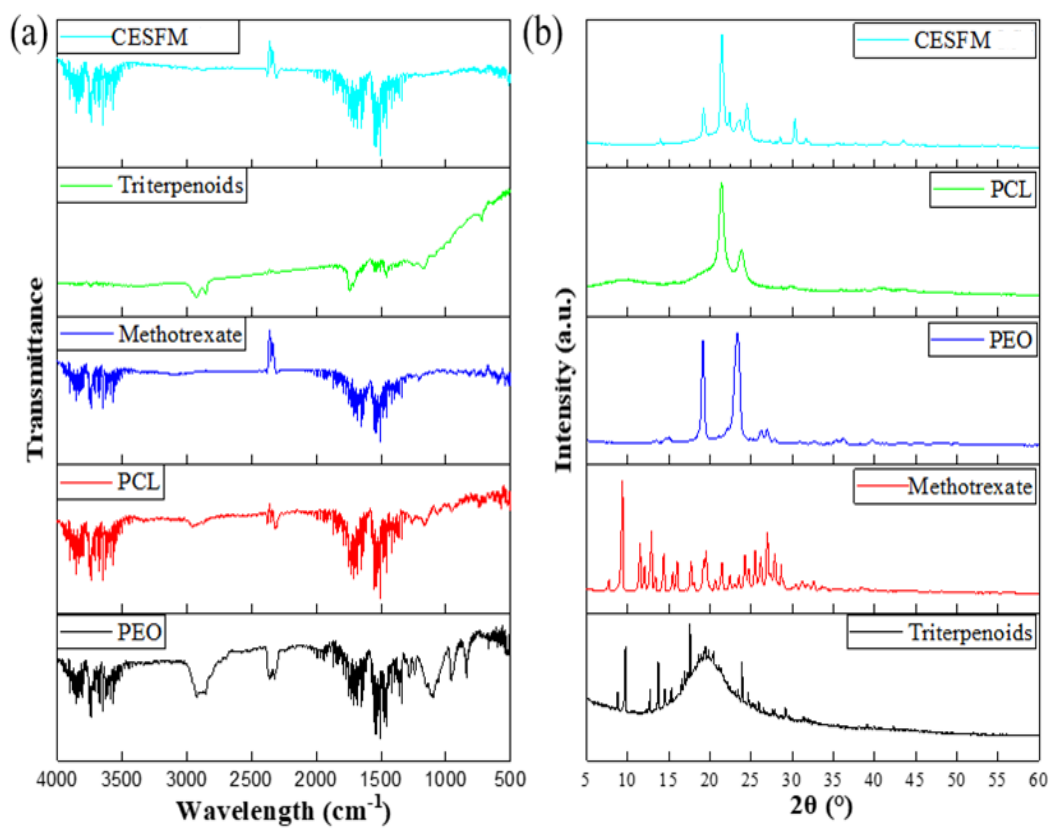 (a)
CESFM
Triterpenoids
Methotrexate
PCL
PEO
Transmittance
4000 3500 3000 2500 2000 1500 1000 500
Wavelength (cm-1)
(b)
CESFM
PCL
PEO
Methotrexate
Triterpenoids
Intensity (a.u.)
5 10 15 20 25 30 35 40 45 50 55 60
2θ (°)